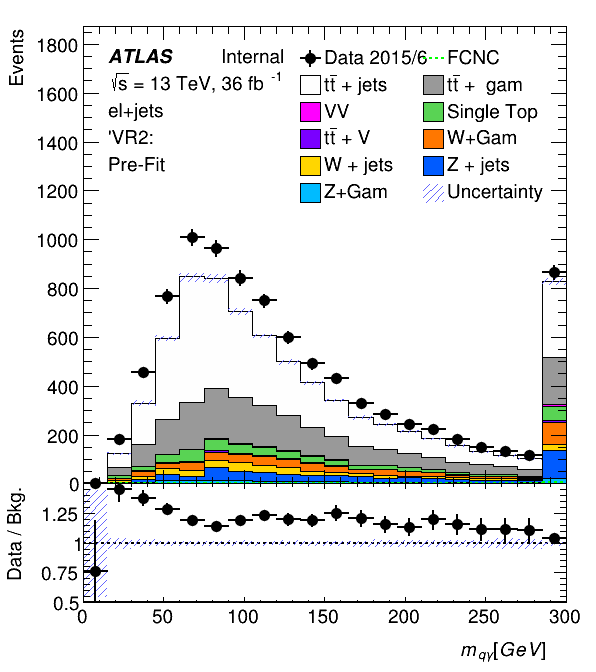 Events
1800
1600
1400
1200
1000
800
600
400
200
0
ATLAS Internal
√s = 13 TeV, 36 fb -1
el+jets
'VR2:
Pre-Fit
Data 2015/6
FCNC
tt̄ + jets
tt̄ + gam
VV
Single Top
tt̄ + V
W+Gam
W + jets
Z + jets
Z+Gam
Uncertainty
Data / Bkg.
1.25
1
0.75
0.5
0 50 100 150 200 250 300
mqγ[GeV]